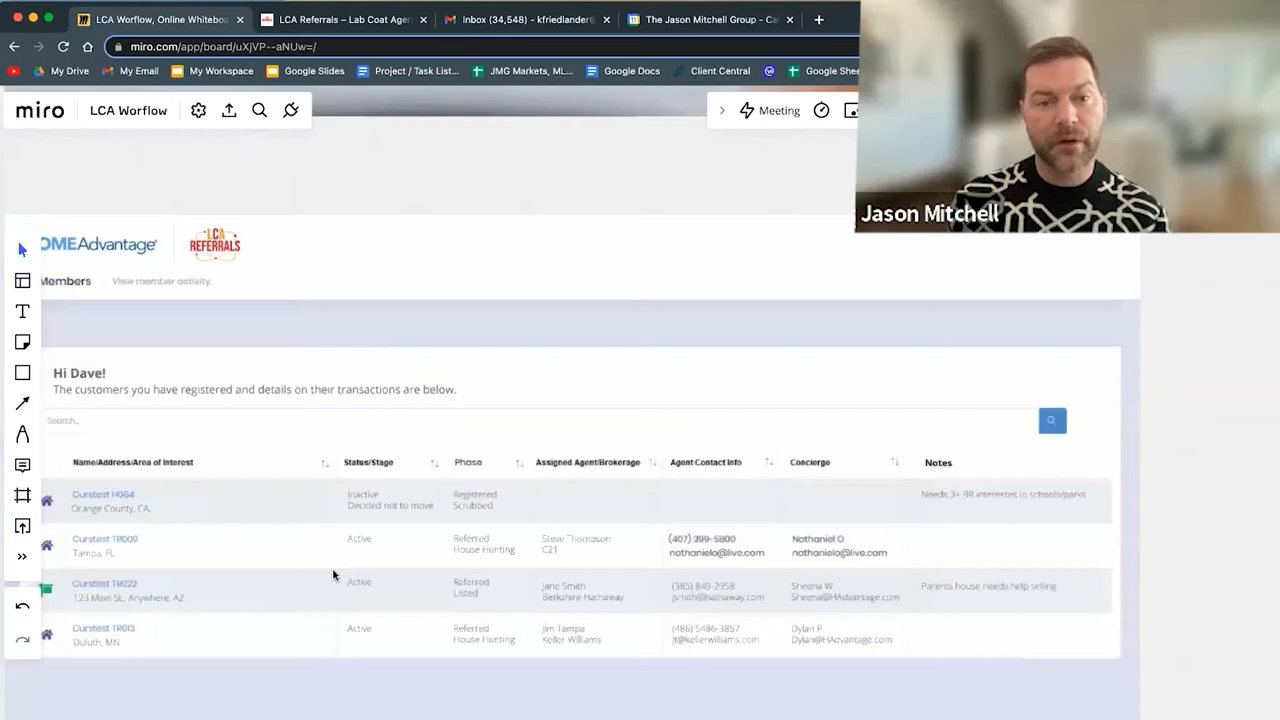 LCA Worflow, Online Whiteboa
LCA Referrals – Lab Coat Agen
Inbox (34,548) - kfriedlander@
The Jason Mitchell Group - Cal
miro.com/app/board/uXjVP--aNUw=/
My Drive
My Email
My Workspace
Google Slides
Project / Task List...
JMG Markets, ML...
Google Docs
Client Central
Google Shee
miro
LCA Worflow
Meeting
Jason Mitchell
OMEAdvantage®
LCA
REFERRALS
Members
View member activity.
Hi Dave!
The customers you have registered and details on their transactions are below.
Search...
Name/Address/Area of Interest
Status/Stage
Phase
Assigned Agent/Brokerage
Agent Contact Info
Concierge
Notes
Curstest H064
Orange County, CA,
Inactive
Decided not to move
Registered
Scrubbed
Needs 3+ BR interestes in schools/parks
Curstest TR009
Tampa, FL
Active
Referred
House Hunting
Steve Thomason
C21
(407) 399-5800
nathanielo@live.com
Nathaniel O
nathanielo@live.com
Curstest TR022
123 Main St., Anywhere, AZ
Active
Referred
Listed
Jane Smith
Berkshire Hathaway
(385) 849-2958
jsmith@hathaway.com
Sheena W
Sheena@HAdvantage.com
Parents house needs help selling
Curstest TR013
Duluth, MN
Active
Referred
House Hunting
Jim Tampa
Keller Williams
(486) 5486-3857
jt@kellerwilliams.com
Dylan P
Dylan@HAdvantage.com